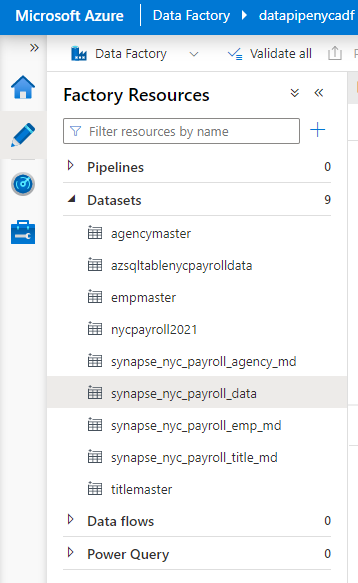 Microsoft Azure Data Factory datapipenycadf
» Data Factory Validate all
Factory Resources
Filter resources by name
Pipelines 0
Datasets 9
agencymaster
azsqltablenycpayrolldata
empmaster
nycpayroll2021
synapse_nyc_payroll_agency_md
synapse_nyc_payroll_data
synapse_nyc_payroll_emp_md
synapse_nyc_payroll_title_md
titlemaster
Data flows 0
Power Query 0